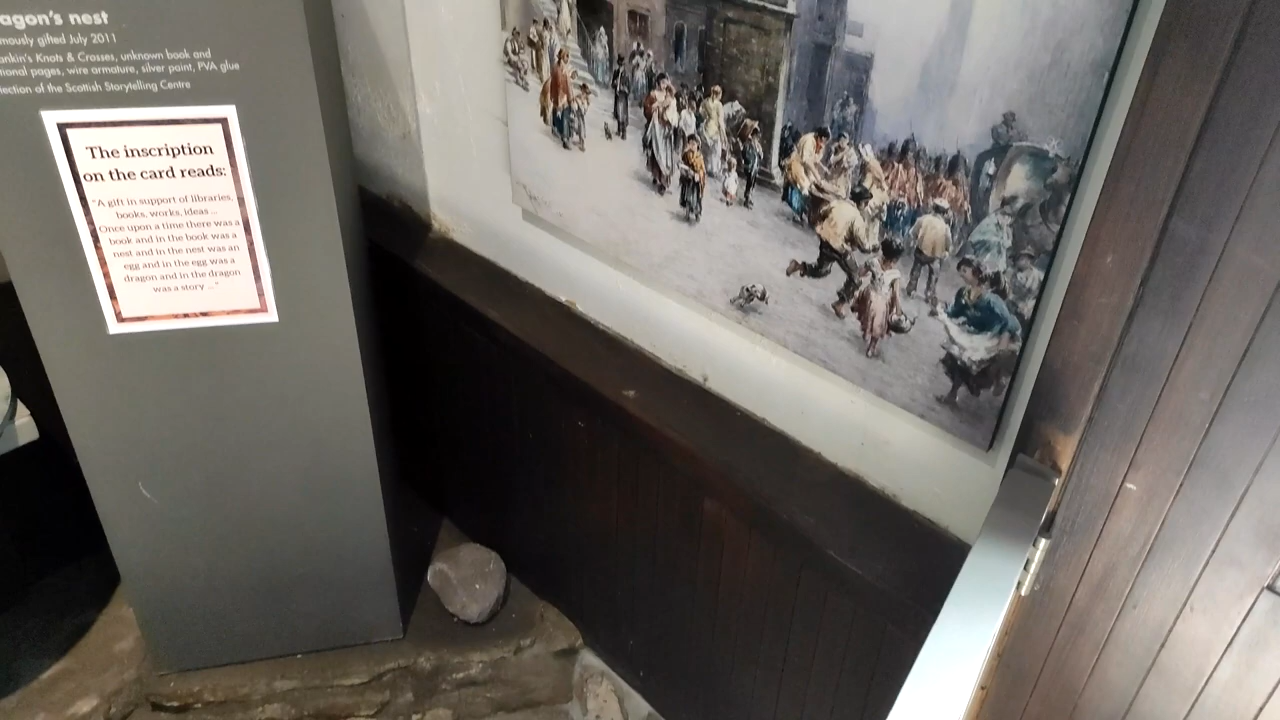 agon's nest
mously gifted July 2011
ankin's Knots & Crosses, unknown book and
tional pages, wire armature, silver paint, PVA glue
lection of the Scottish Storytelling Centre
The inscription
on the card reads:
"A gift in support of libraries,
books, works, ideas ...
Once upon a time there was a
book and in the book was a
nest and in the nest was an
egg and in the egg was a
dragon and in the dragon
was a story ..."